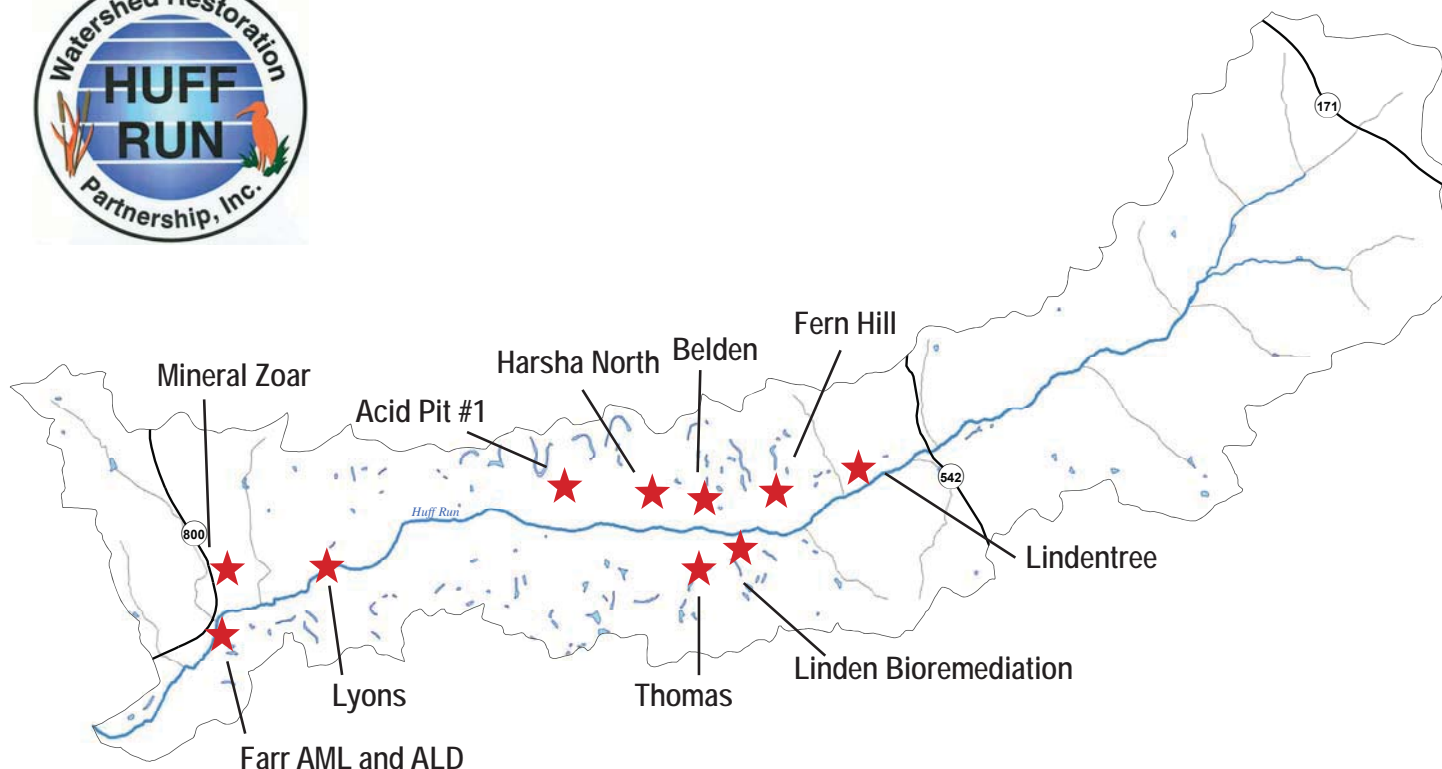 Watershed Restoration
HUFF
RUN
Partnership, Inc.
171
Fern Hill
Belden
Harsha North
Mineral Zoar
Acid Pit #1
542
Huff Run
800
Lindentree
Linden Bioremediation
Lyons
Thomas
Farr AML and ALD